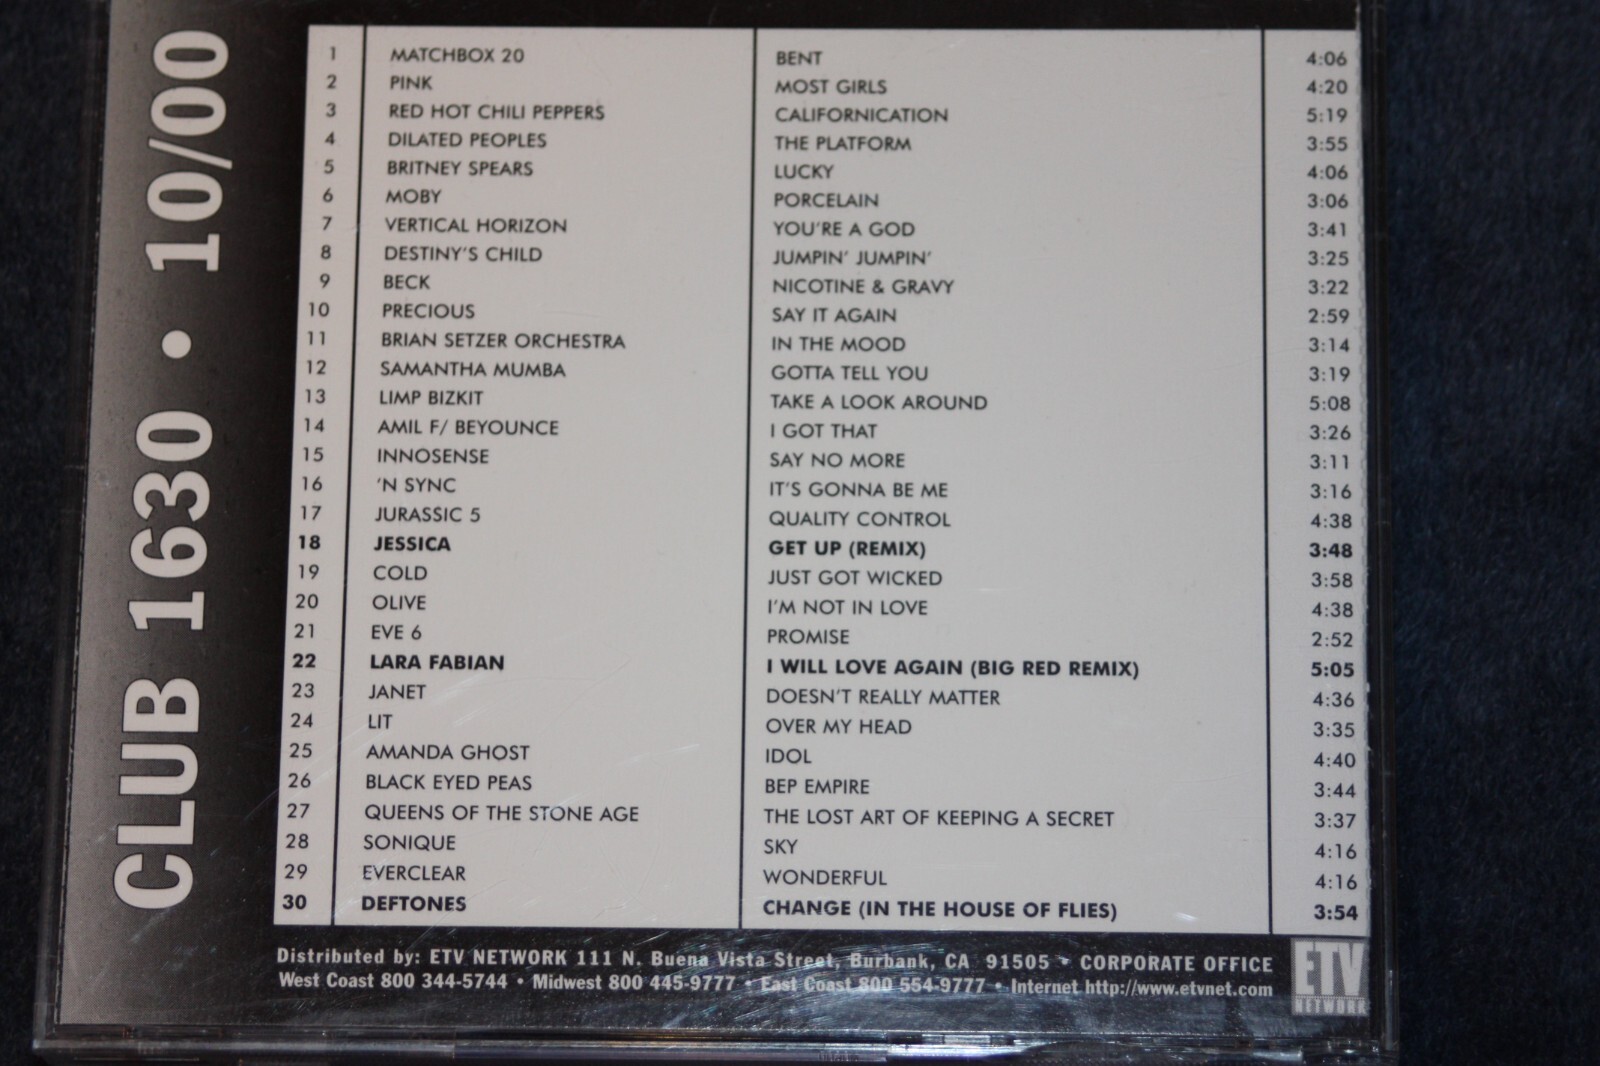 CLUB 1630 • 10/00
1 MATCHBOX 20 BENT 4:06
2 PINK MOST GIRLS 4:20
3 RED HOT CHILI PEPPERS CALIFORNICATION 5:19
4 DILATED PEOPLES THE PLATFORM 3:55
5 BRITNEY SPEARS LUCKY 4:06
6 MOBY PORCELAIN 3:06
7 VERTICAL HORIZON YOU'RE A GOD 3:41
8 DESTINY'S CHILD JUMPIN' JUMPIN' 3:25
9 BECK NICOTINE & GRAVY 3:22
10 PRECIOUS SAY IT AGAIN 2:59
11 BRIAN SETZER ORCHESTRA IN THE MOOD 3:14
12 SAMANTHA MUMBA GOTTA TELL YOU 3:19
13 LIMP BIZKIT TAKE A LOOK AROUND 5:08
14 AMIL F/ BEYOUNCE I GOT THAT 3:26
15 INNOSENSE SAY NO MORE 3:11
16 'N SYNC IT'S GONNA BE ME 3:16
17 JURASSIC 5 QUALITY CONTROL 4:38
18 JESSICA GET UP (REMIX) 3:48
19 COLD JUST GOT WICKED 3:58
20 OLIVE I'M NOT IN LOVE 4:38
21 EVE 6 PROMISE 2:52
22 LARA FABIAN I WILL LOVE AGAIN (BIG RED REMIX) 5:05
23 JANET DOESN'T REALLY MATTER 4:36
24 LIT OVER MY HEAD 3:35
25 AMANDA GHOST IDOL 4:40
26 BLACK EYED PEAS BEP EMPIRE 3:44
27 QUEENS OF THE STONE AGE THE LOST ART OF KEEPING A SECRET 3:37
28 SONIQUE SKY 4:16
29 EVERCLEAR WONDERFUL 4:16
30 DEFTONES CHANGE (IN THE HOUSE OF FLIES) 3:54
Distributed by: ETV NETWORK 111 N. Buena Vista Street, Burbank, CA 91505 • CORPORATE OFFICE
West Coast 800 344-5744 • Midwest 800 445-9777 • East Coast 800 554-9777 • Internet http://www.etvnet.com
ETV
NETWORK